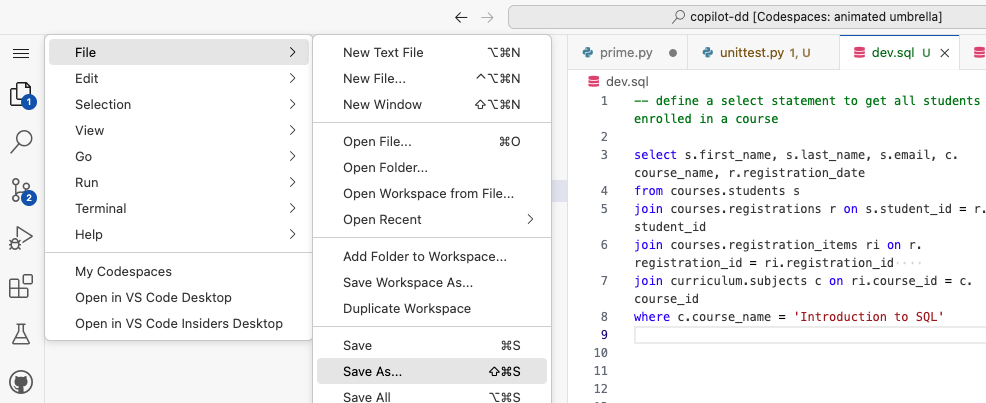 copilot-dd [Codespaces: animated umbrella]
File
Edit
Selection
View
Go
Run
Terminal
Help
My Codespaces
Open in VS Code Desktop
Open in VS Code Insiders Desktop
1
2
New Text File ⌥⌘N
New File... ^⌥⌘N
New Window ⇧⌥⌘N
Open File... ⌘O
Open Folder...
Open Workspace from File...
Open Recent
Add Folder to Workspace...
Save Workspace As...
Duplicate Workspace
Save ⌘S
Save As... ⇧⌘S
Save All ⌥⌘S
prime.py
unittest.py 1, U
dev.sql U
dev.sql
1 -- define a select statement to get all students
enrolled in a course
2
3 select s.first_name, s.last_name, s.email, c.
course_name, r.registration_date
4 from courses.students s
5 join courses.registrations r on s.student_id = r.
student_id
6 join courses.registration_items ri on r.
registration_id = ri.registration_id····
7 join curriculum.subjects c on ri.course_id = c.
course_id
8 where c.course_name = 'Introduction to SQL'
9
10
11
12